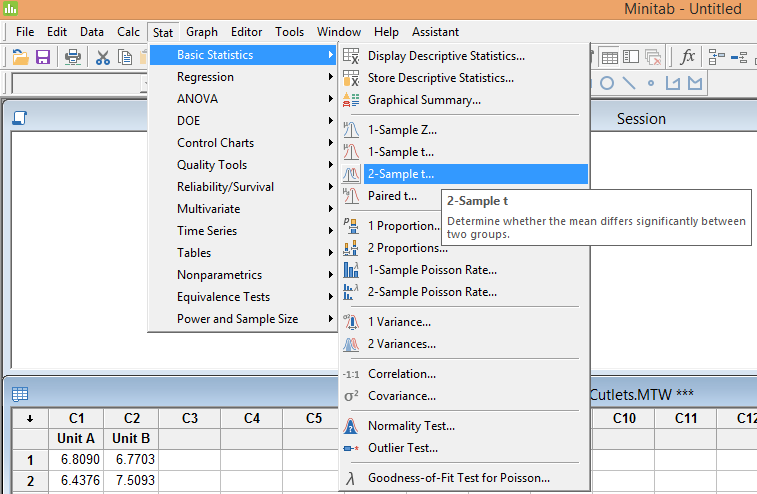 Minitab - Untitled
File Edit Data Calc Stat Graph Editor Tools Window Help Assistant
Basic Statistics
Regression
ANOVA
DOE
Control Charts
Quality Tools
Reliability/Survival
Multivariate
Time Series
Tables
Nonparametrics
Equivalence Tests
Power and Sample Size
Display Descriptive Statistics...
Store Descriptive Statistics...
Graphical Summary...
1-Sample Z...
1-Sample t...
2-Sample t...
Paired t...
1 Proportion...
2 Proportions...
1-Sample Poisson Rate...
2-Sample Poisson Rate...
1 Variance...
2 Variances...
Correlation...
Covariance...
Normality Test...
Outlier Test...
Goodness-of-Fit Test for Poisson...
2-Sample t
Determine whether the mean differs significantly between
two groups.
Session
Cutlets.MTW ***
C1 C2 C3 C4 C5 C10 C11 C12
Unit A Unit B
1 6.8090 6.7703
2 6.4376 7.5093